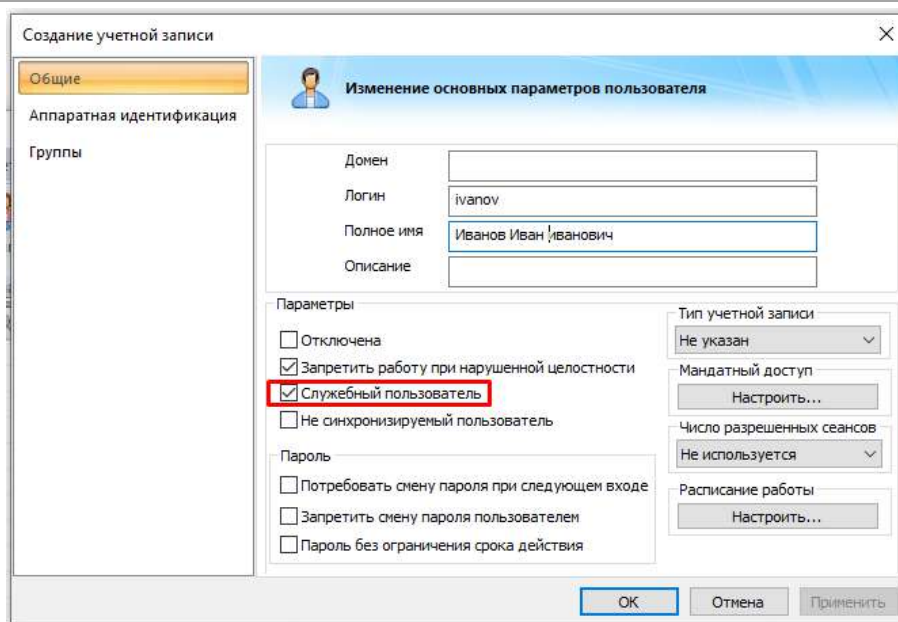 Создание учетной записи
Общие
Аппаратная идентификация
Группы
Изменение основных параметров пользователя
Домен
Логин
ivanov
Полное имя
Иванов Иван иванович
Описание
Параметры
Отключена
Запретить работу при нарушенной целостности
Служебный пользователь
Не синхронизируемый пользователь
Пароль
Потребовать смену пароля при следующем входе
Запретить смену пароля пользователем
Пароль без ограничения срока действия
Тип учетной записи
Не указан
Мандатный доступ
Настроить...
Число разрешенных сеансов
Не используется
Расписание работы
Настроить...
ОК
Отмена
Применить